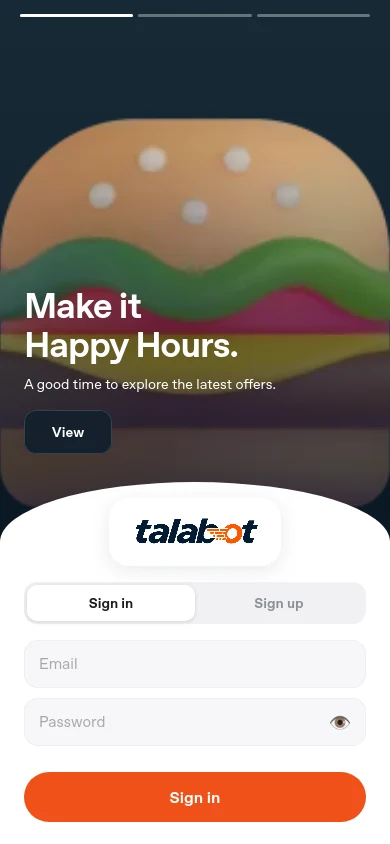 Make it
Happy Hours.
A good time to explore the latest offers.
View
talabot
Sign in
Sign up
Email
Password
Sign in